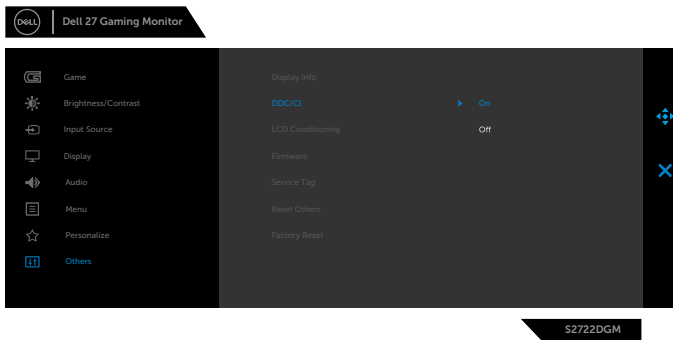 DELL
Dell 27 Gaming Monitor
Game
Display Info
Brightness/Contrast
DDC/CI
On
Input Source
LCD Conditioning
Off
Display
Firmware
Audio
Service Tag
Menu
Reset Others
Personalize
Factory Reset
Others
S2722DGM